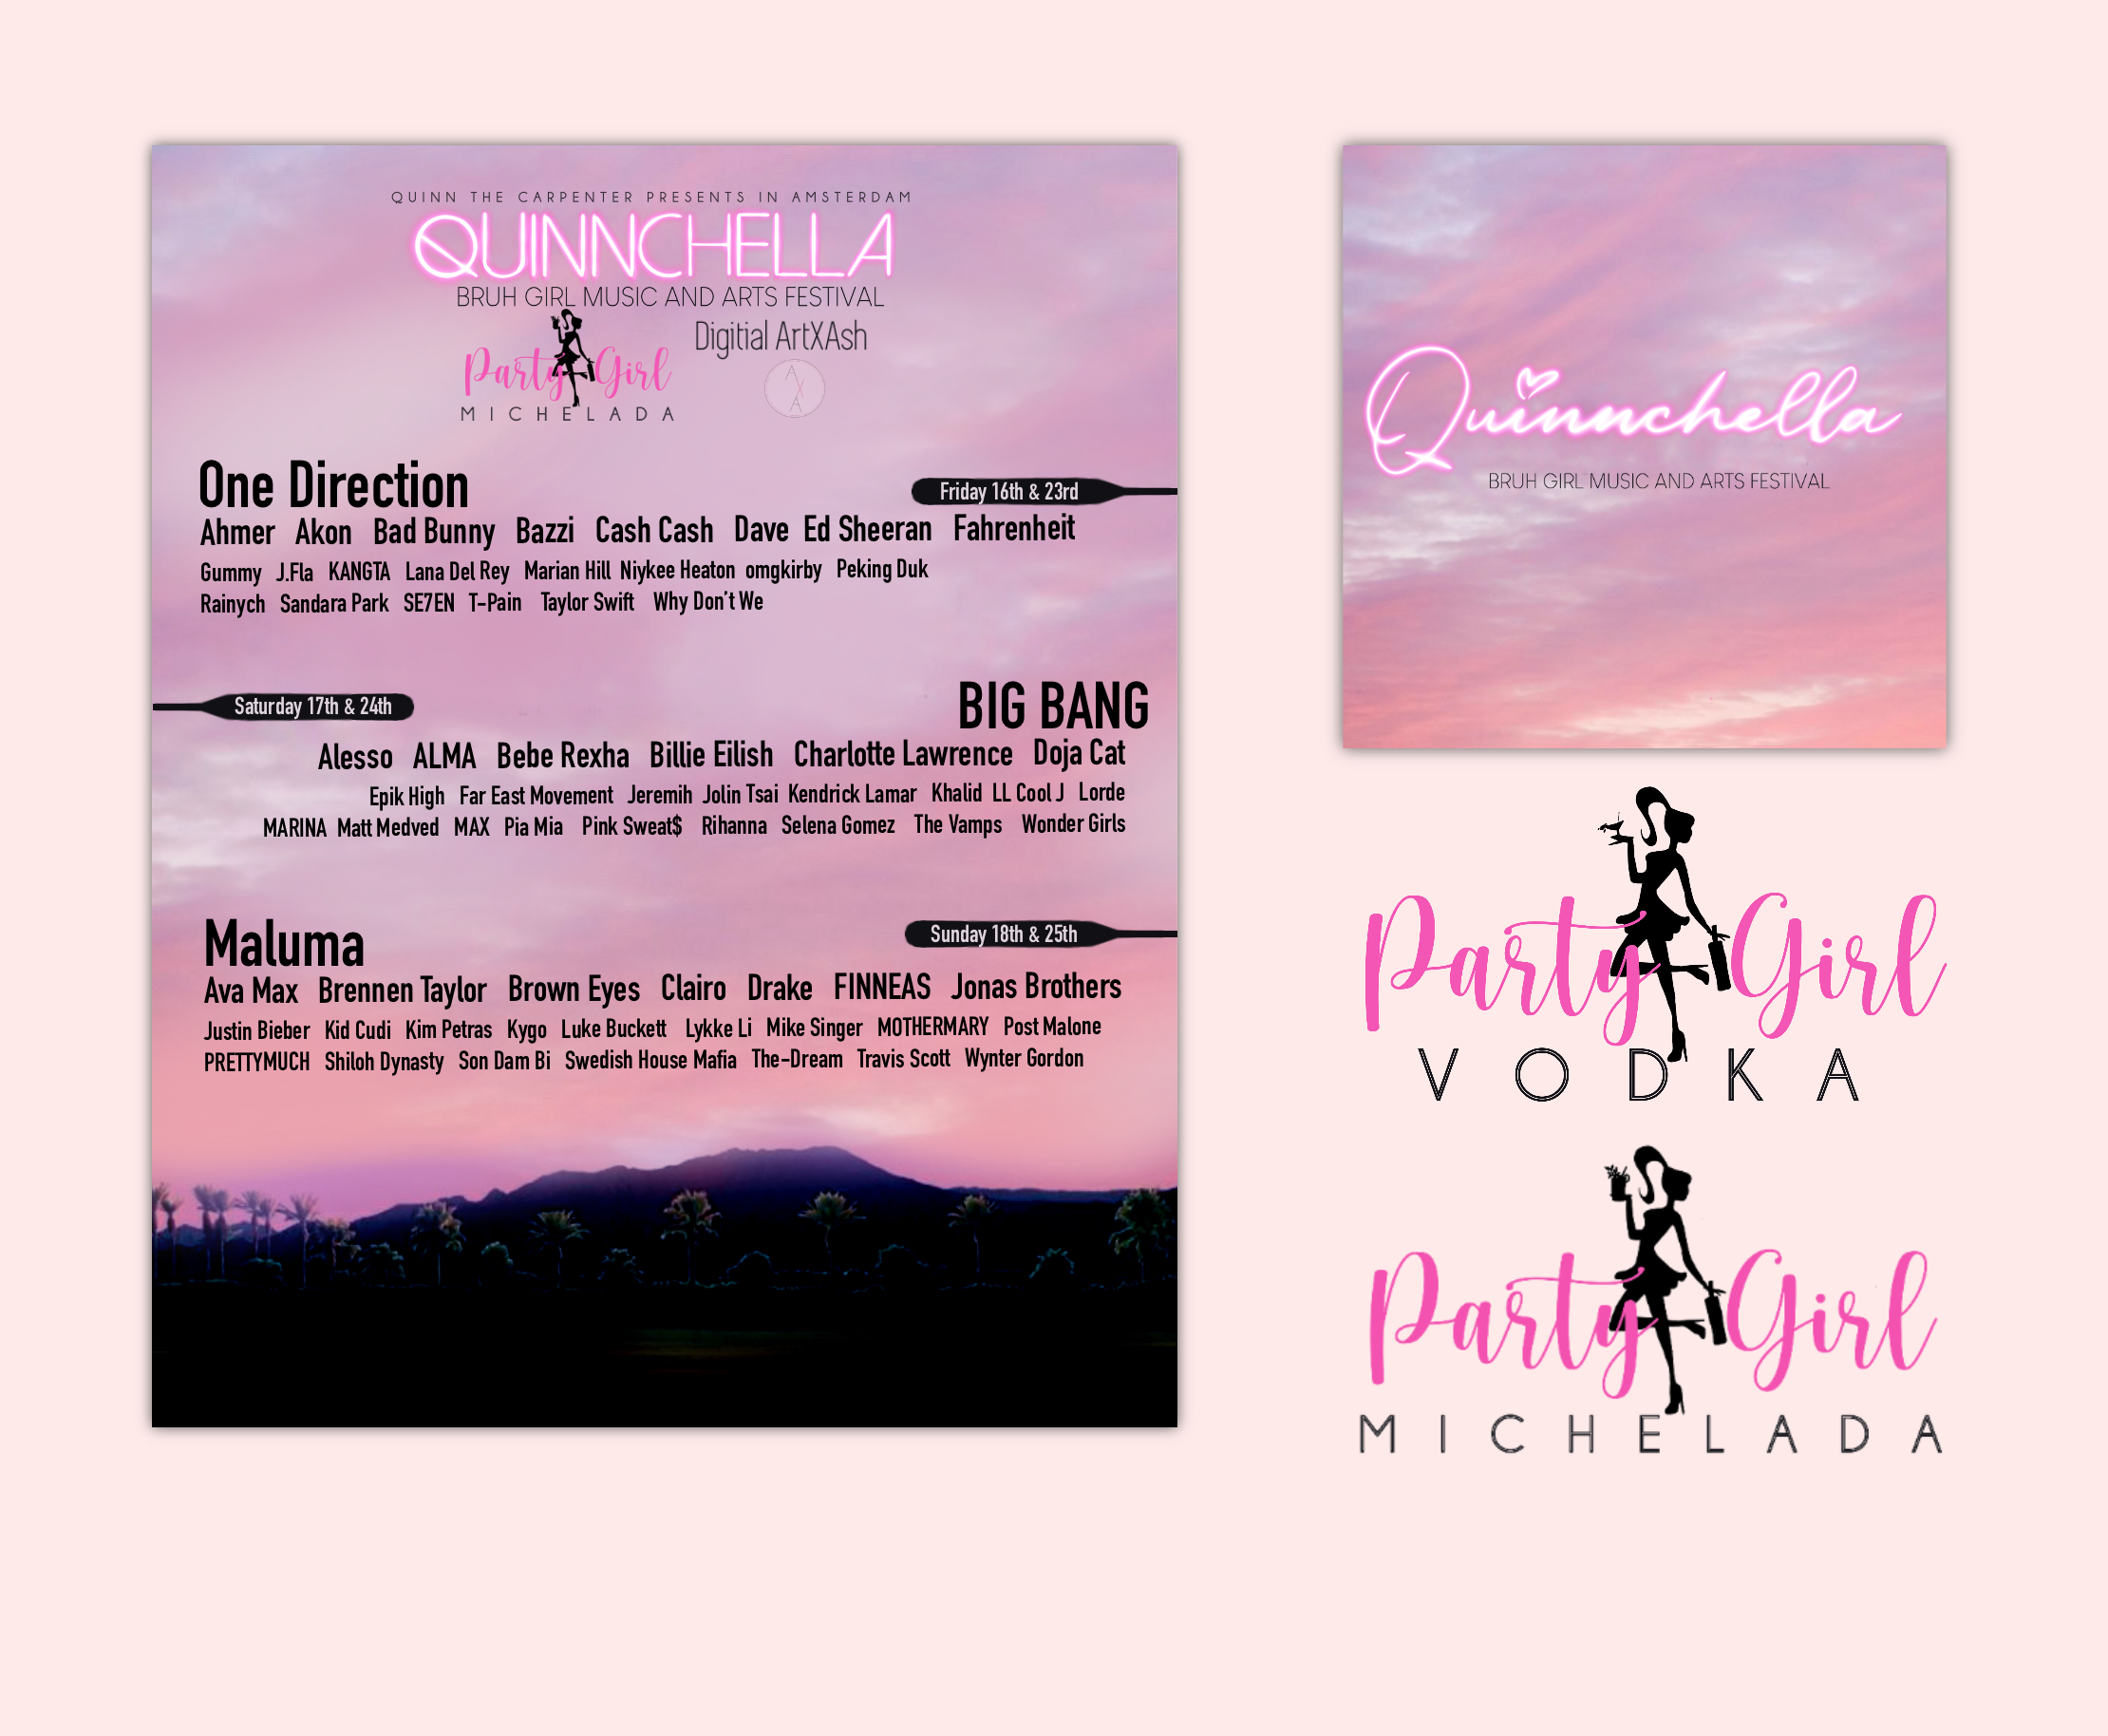 QUINN THE CARPENTER PRESENTS IN AMSTERDAM
QUINNCHELLA
BRUH GIRL MUSIC AND ARTS FESTIVAL
Party Girl
MICHELADA
Digitial ArtXAsh
A X A
One Direction
Friday 16th & 23rd
Ahmer Akon Bad Bunny Bazzi Cash Cash Dave Ed Sheeran Fahrenheit
Gummy J.Fla KANGTA Lana Del Rey Marian Hill Niykee Heaton omgkirby Peking Duk
Rainych Sandara Park SE7EN T-Pain Taylor Swift Why Don't We
BIG BANG
Saturday 17th & 24th
Alesso ALMA Bebe Rexha Billie Eilish Charlotte Lawrence Doja Cat
Epik High Far East Movement Jeremih Jolin Tsai Kendrick Lamar Khalid LL Cool J Lorde
MARINA Matt Medved MAX Pia Mia Pink Sweat$ Rihanna Selena Gomez The Vamps Wonder Girls
Maluma
Sunday 18th & 25th
Ava Max Brennen Taylor Brown Eyes Clairo Drake FINNEAS Jonas Brothers
Justin Bieber Kid Cudi Kim Petras Kygo Luke Buckett Lykke Li Mike Singer MOTHERMARY Post Malone
PRETTYMUCH Shiloh Dynasty Son Dam Bi Swedish House Mafia The-Dream Travis Scott Wynter Gordon
Quinnchella
BRUH GIRL MUSIC AND ARTS FESTIVAL
Party Girl
VODKA
Party Girl
MICHELADA